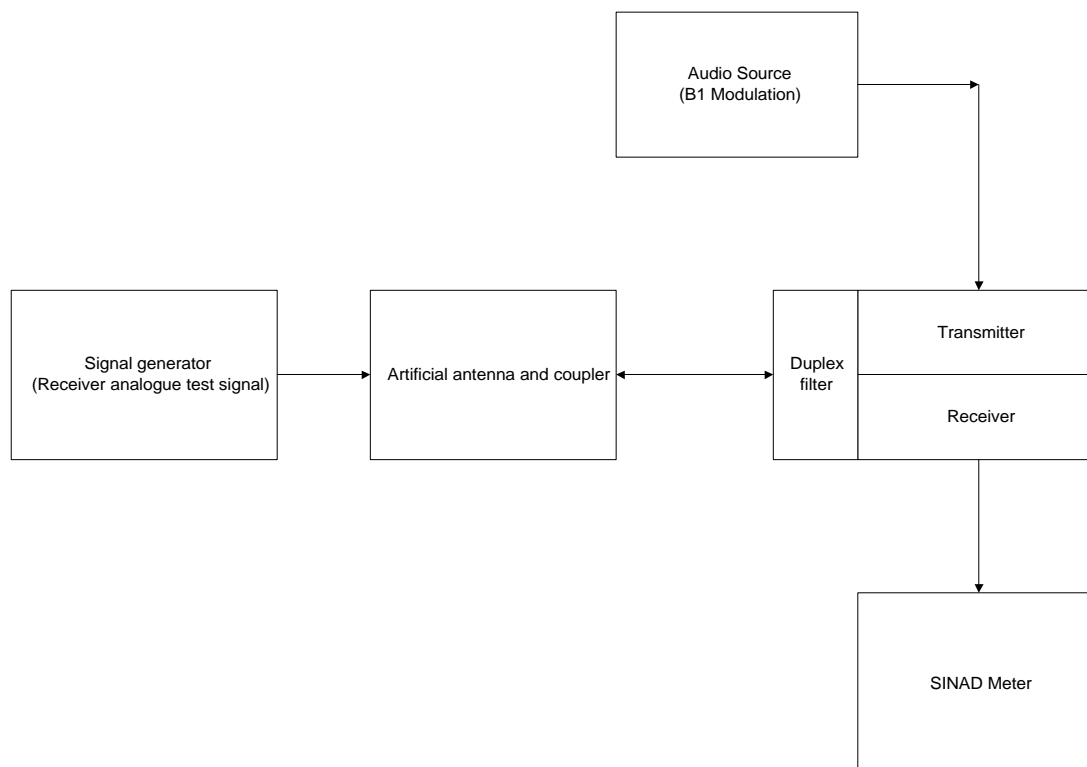 Audio Source
(B1 Modulation)
Signal generator
(Receiver analogue test signal)
Artificial antenna and coupler
Duplex
filter
Transmitter
Receiver
SINAD Meter